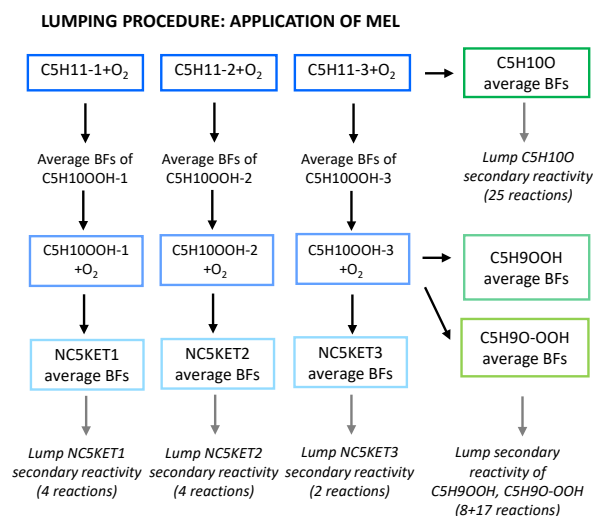 LUMPING PROCEDURE: APPLICATION OF MEL
C5H11-1+O₂
C5H11-2+O₂
C5H11-3+O₂
C5H10O
average BFs
Average BFs of
C5H10OOH-1
Average BFs of
C5H10OOH-2
Average BFs of
C5H10OOH-3
Lump C5H10O
secondary reactivity
(25 reactions)
C5H10OOH-1
+O₂
C5H10OOH-2
+O₂
C5H10OOH-3
+O₂
C5H9OOH
average BFs
NC5KET1
average BFs
NC5KET2
average BFs
NC5KET3
average BFs
C5H9O-OOH
average BFs
Lump NC5KET1
secondary reactivity
(4 reactions)
Lump NC5KET2
secondary reactivity
(4 reactions)
Lump NC5KET3
secondary reactivity
(2 reactions)
Lump secondary
reactivity of
C5H9OOH, C5H9O-OOH
(8+17 reactions)